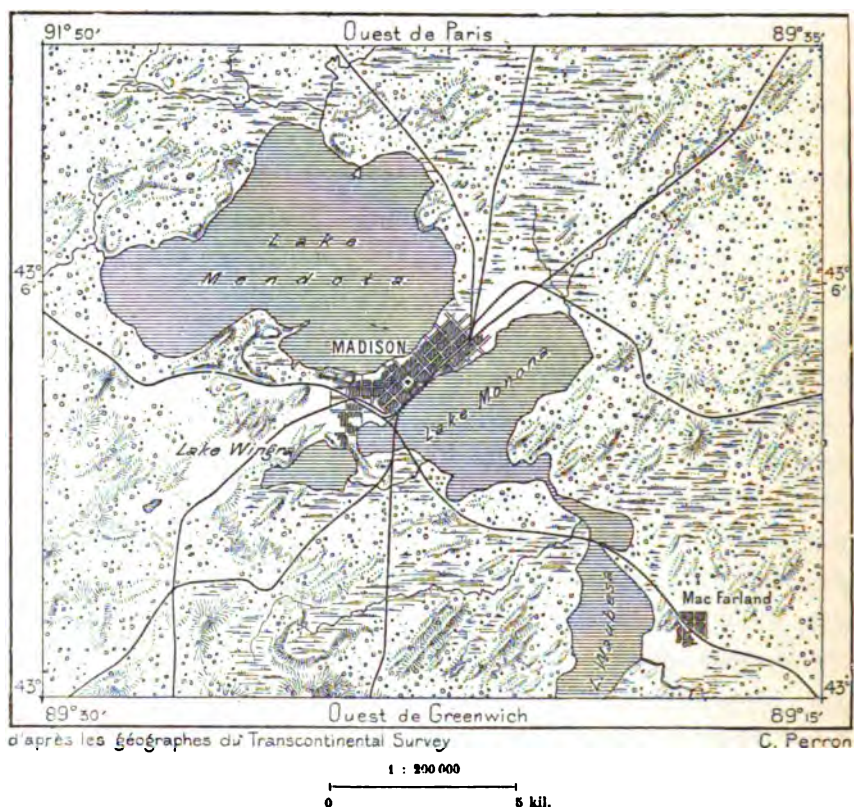 91°50′ Ouest de Paris 89°35′
Lake
43° 43°
6′ Mendota 6′
MADISON
Lake Monona
Lake Wingra
L. Waubesa
Mac Farland
43° 43°
89°30′ Ouest de Greenwich 89°15′
d'après les géographes du Transcontinental Survey C. Perron
1 : 200 000
0 5 kil.